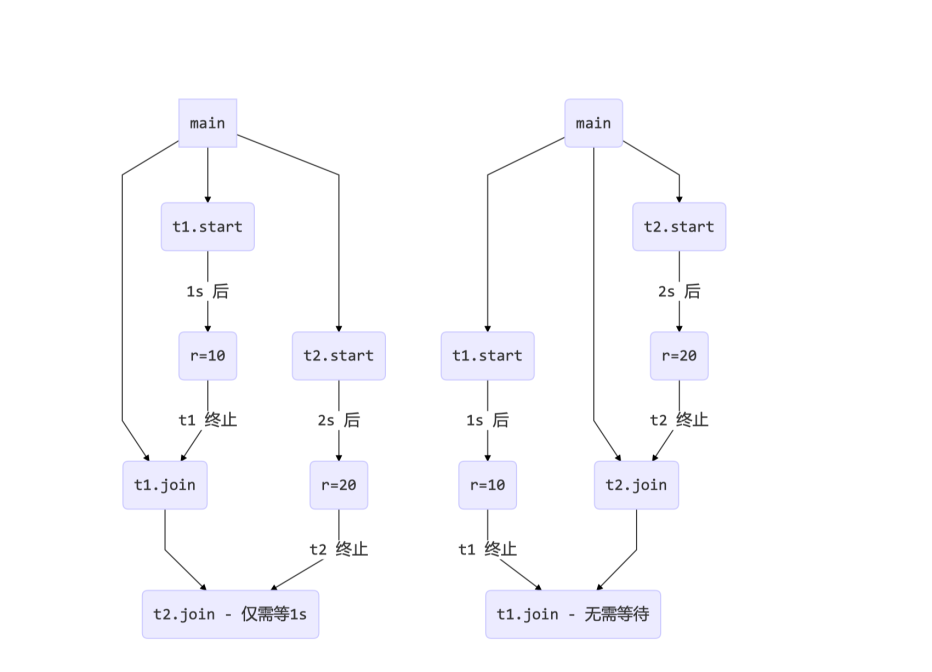 main
t1.start
1s 后
r=10
t2.start
t1 终止
2s 后
t1.join
r=20
t2 终止
t2.join - 仅需等1s
main
t2.start
2s 后
t1.start
r=20
1s 后
t2 终止
r=10
t2.join
t1 终止
t1.join - 无需等待